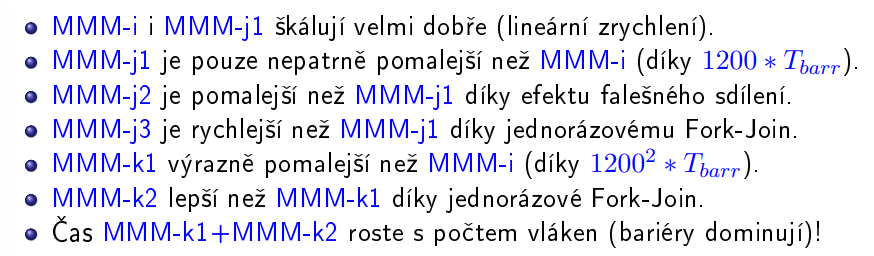 • MMM-i i MMM-j1 škálují velmi dobře (lineární zrychlení).
• MMM-j1 je pouze nepatrně pomalejší než MMM-i (díky 1200 ∗ T_barr).
• MMM-j2 je pomalejší než MMM-j1 díky efektu falešného sdílení.
• MMM-j3 je rychlejší než MMM-j1 díky jednorázovému Fork-Join.
• MMM-k1 výrazně pomalejší než MMM-i (díky 1200² ∗ T_barr).
• MMM-k2 lepší než MMM-k1 díky jednorázové Fork-Join.
• Čas MMM-k1+MMM-k2 roste s počtem vláken (bariéry dominují)!